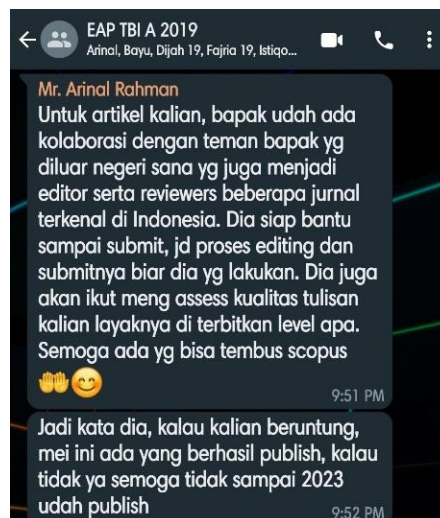 EAP TBI A 2019
Arinal, Bayu, Dijah 19, Fajria 19, Istiqo...
Mr. Arinal Rahman
Untuk artikel kalian, bapak udah ada
kolaborasi dengan teman bapak yg
diluar negeri sana yg juga menjadi
editor serta reviewers beberapa jurnal
terkenal di Indonesia. Dia siap bantu
sampai submit, jd proses editing dan
submitnya biar dia yg lakukan. Dia juga
akan ikut meng assess kualitas tulisan
kalian layaknya di terbitkan level apa.
Semoga ada yg bisa tembus scopus
🤲😊
9:51 PM
Jadi kata dia, kalau kalian beruntung,
mei ini ada yang berhasil publish, kalau
tidak ya semoga tidak sampai 2023
udah publish
9:52 PM